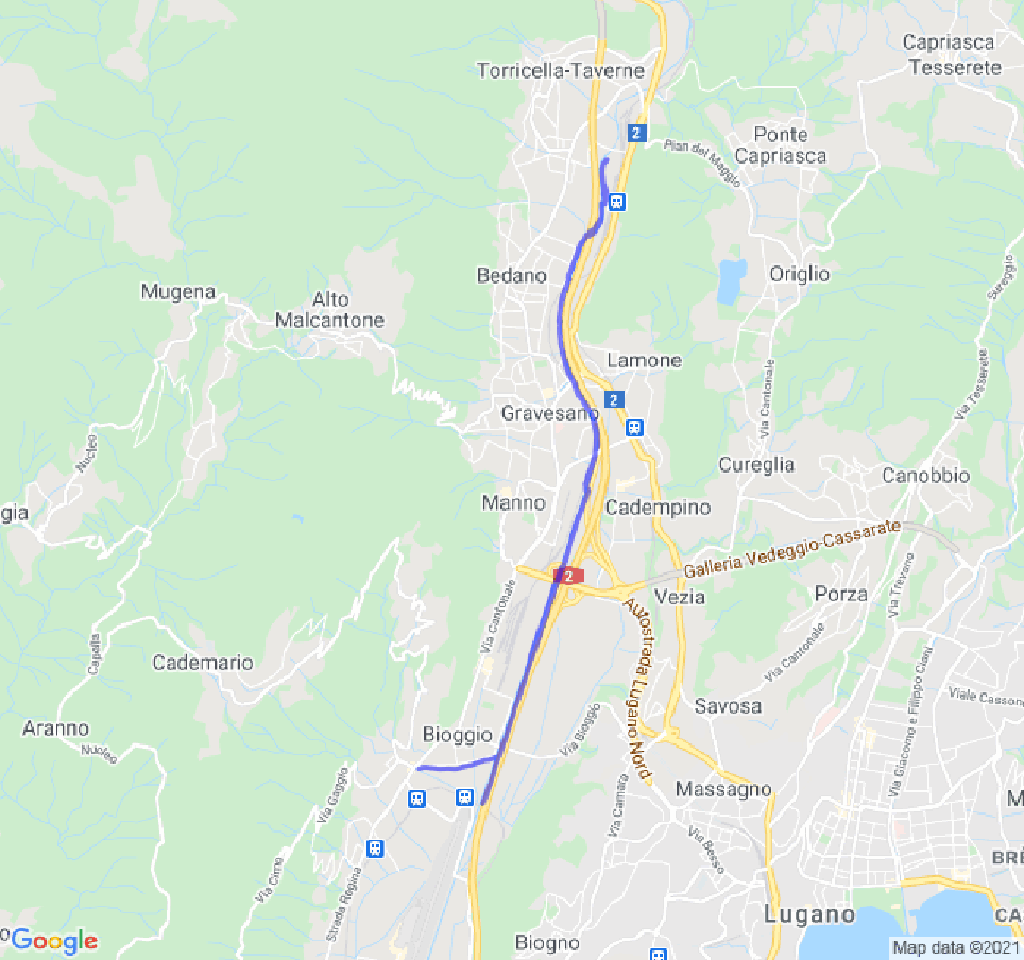 Capriasca
Tesserete
Torricella-Taverne
2
Ponte
Capriasca
Pian del Maggio
Bedano
Origlio
Sureggio
Mugena
Alto
Malcantone
Lamone
Via Tesserete
Via Cantonale
2
Gravesano
Nucleo
Cureglia
Canobbio
gia
Manno
Cadempino
Galleria Vedeggio-Cassarate
2
Via Cantonale
Vezia
Porza
Via Trevano
Autostrada Lugano Nord
Capella
Cademario
Via Cantonale
Via Giacomo e Filippo Ciani
Viale Cassone
Savosa
Aranno
Nucleo
Bioggio
Via Bioggio
Via Gaggio
Massagno
M
Via Camara
Via Besso
BRÈ
Via Cima
Strada Regina
Lugano
CA
Biogno
o
Google
Map data ©2021